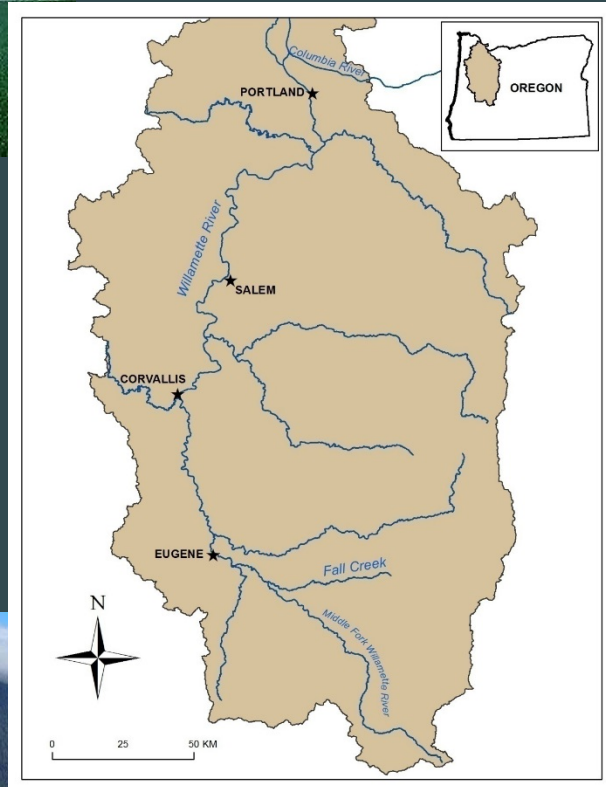 Columbia River
PORTLAND
OREGON
Willamette River
SALEM
CORVALLIS
EUGENE
Fall Creek
Middle Fork Willamette River
N
0 25 50 KM